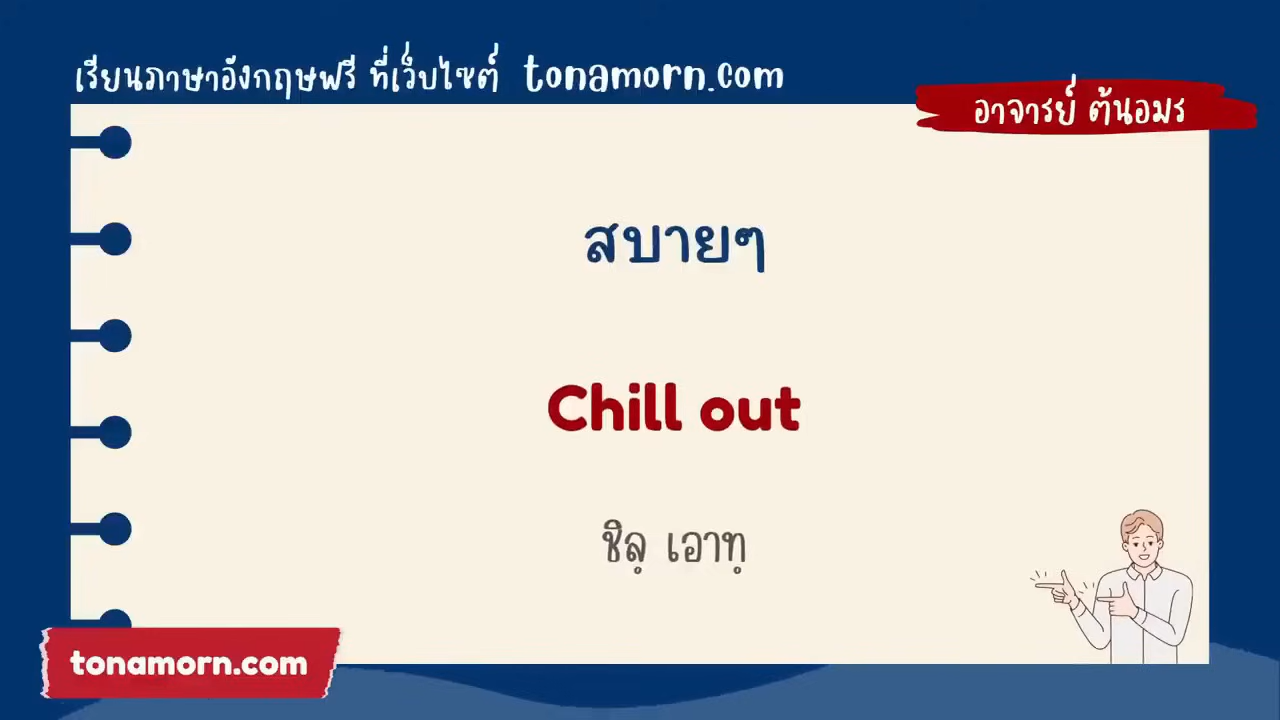 เรียนภาษาอังกฤษฟรี ที่เว็บไซต์ tonamorn.com
อาจารย์ ต้นอมร
สบายๆ
Chill out
ชิลฺ เอาทฺ
tonamorn.com